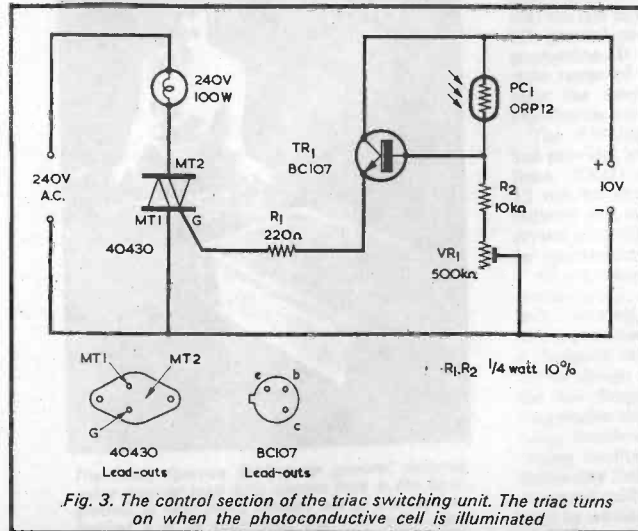 240V
100W
PC1
ORP12
TR1
BC107
MT2
240V
A.C.
+
10V
-
R2
10kΩ
MT1
G
R1
220Ω
40430
VR1
500kΩ
MT1
MT2
G
e
b
c
R1.R2 1/4 watt 10%
40430
Lead-outs
BC107
Lead-outs
Fig. 3. The control section of the triac switching unit. The triac turns
on when the photoconductive cell is illuminated